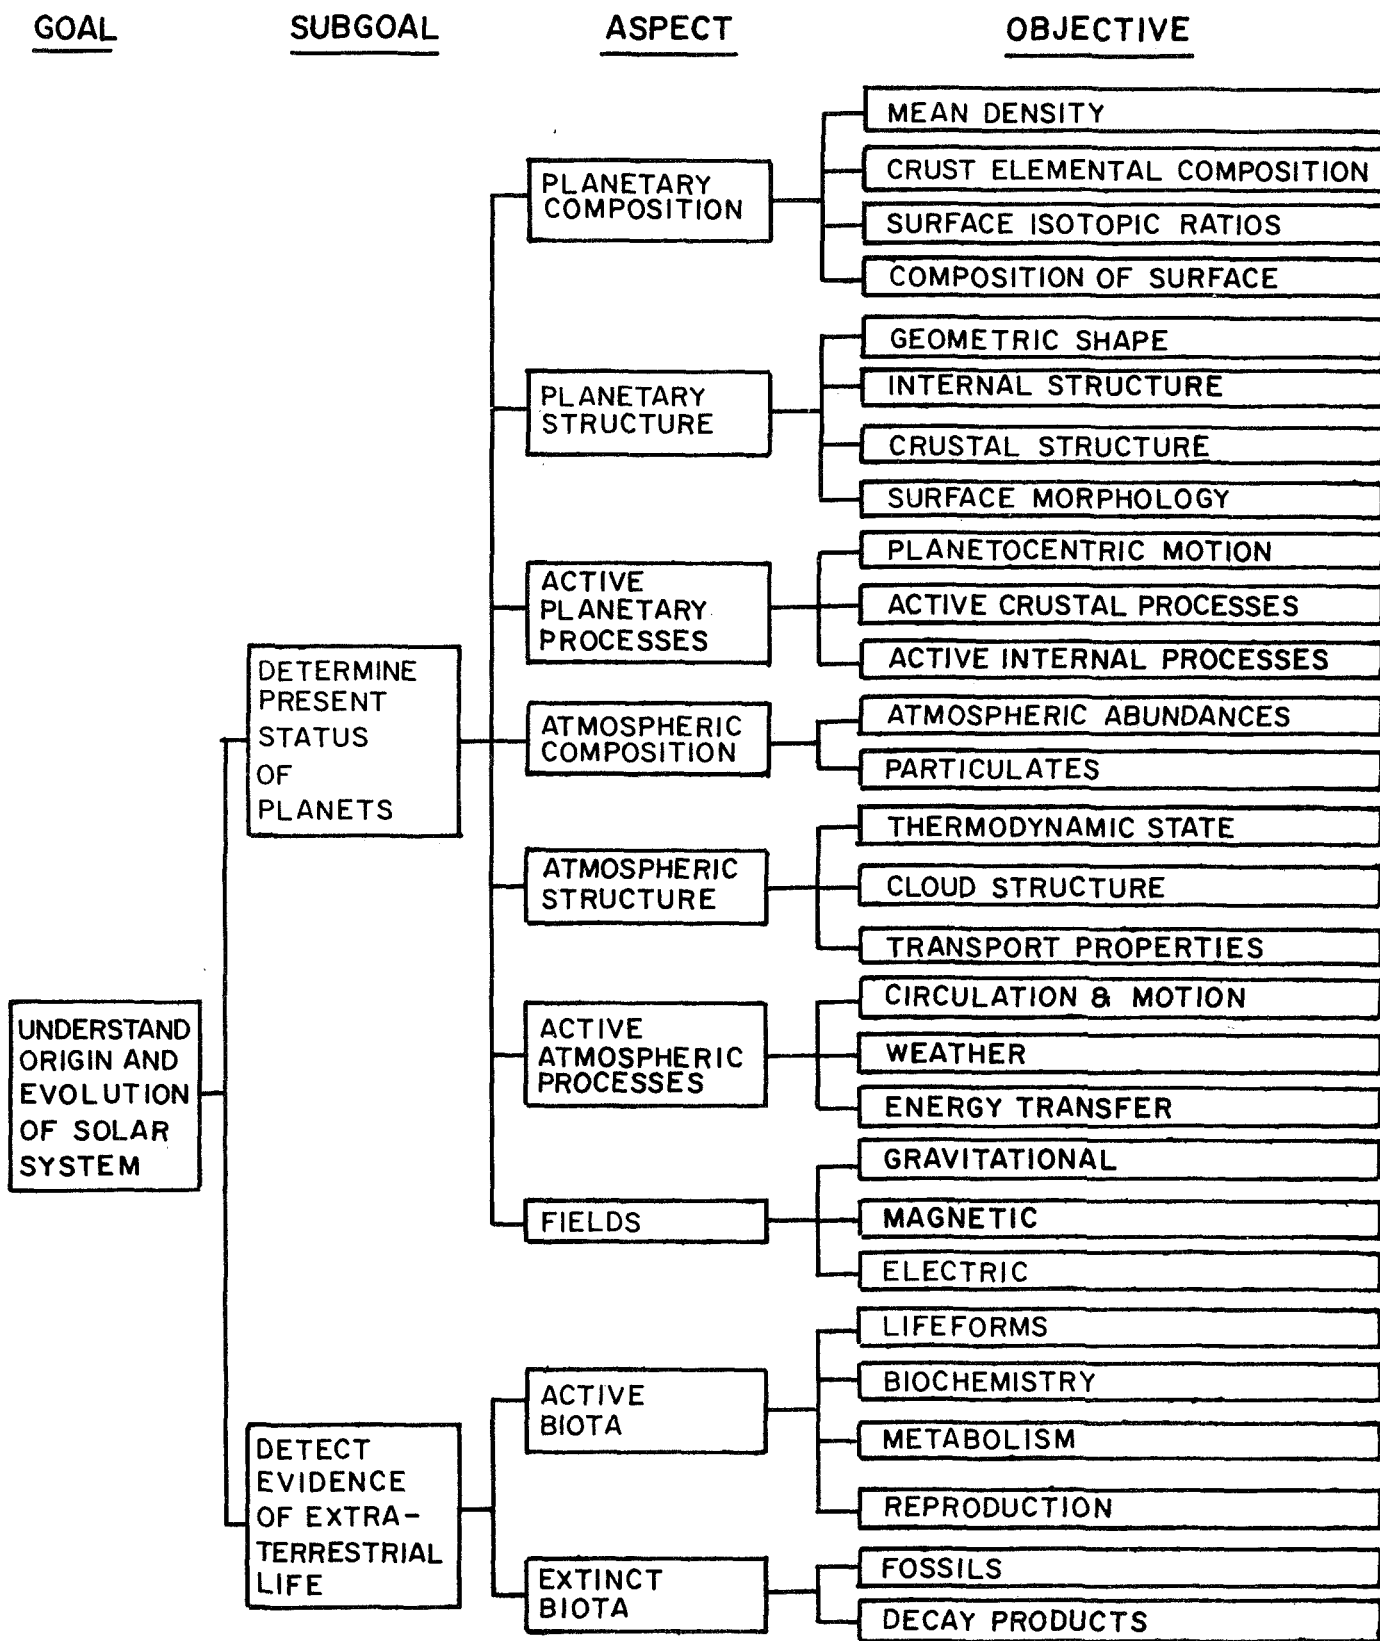 GOAL
SUBGOAL
ASPECT
OBJECTIVE
UNDERSTAND
ORIGIN AND
EVOLUTION
OF SOLAR
SYSTEM
DETERMINE
PRESENT
STATUS
OF
PLANETS
PLANETARY
COMPOSITION
MEAN DENSITY
CRUST ELEMENTAL COMPOSITION
SURFACE ISOTOPIC RATIOS
COMPOSITION OF SURFACE
PLANETARY
STRUCTURE
GEOMETRIC SHAPE
INTERNAL STRUCTURE
CRUSTAL STRUCTURE
SURFACE MORPHOLOGY
ACTIVE
PLANETARY
PROCESSES
PLANETOCENTRIC MOTION
ACTIVE CRUSTAL PROCESSES
ACTIVE INTERNAL PROCESSES
ATMOSPHERIC
COMPOSITION
ATMOSPHERIC ABUNDANCES
PARTICULATES
ATMOSPHERIC
STRUCTURE
THERMODYNAMIC STATE
CLOUD STRUCTURE
TRANSPORT PROPERTIES
ACTIVE
ATMOSPHERIC
PROCESSES
CIRCULATION & MOTION
WEATHER
ENERGY TRANSFER
FIELDS
GRAVITATIONAL
MAGNETIC
ELECTRIC
DETECT
EVIDENCE
OF EXTRA-
TERRESTRIAL
LIFE
ACTIVE
BIOTA
LIFEFORMS
BIOCHEMISTRY
METABOLISM
REPRODUCTION
EXTINCT
BIOTA
FOSSILS
DECAY PRODUCTS